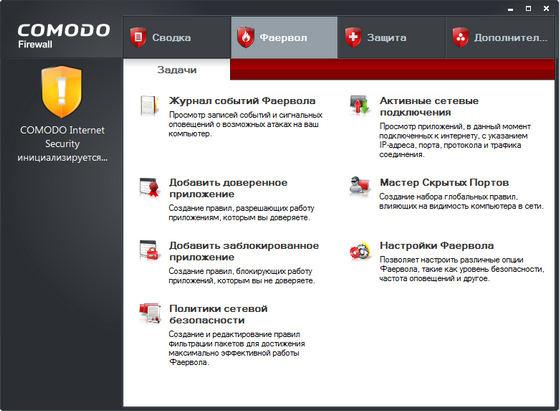 COMODO
Firewall
Сводка
Фаервол
Защита
Дополнител...
COMODO Internet
Security
инициализируется...
Задачи
Журнал событий Фаервола
Просмотр записей событий и сигнальных
оповещений о возможных атаках на ваш
компьютер.
Активные сетевые
подключения
Просмотр приложений, в данный момент
подключенных к интернету, с указанием
IP-адреса, порта, протокола и трафика
соединения.
Добавить доверенное
приложение
Создание правил, разрешающих работу
приложениям, которым вы доверяете.
Мастер Скрытых Портов
Создание набора глобальных правил,
влияющих на видимость компьютера в сети.
Добавить заблокированное
приложение
Создание правил, блокирующих работу
приложений, которым вы не доверяете.
Настройки Фаервола
Позволяет настроить различные опции
Фаервола, такие как уровень безопасности,
частота оповещений и другое.
Политики сетевой
безопасности
Создание и редактирование правил
фильтрации пакетов для достижения
максимально эффективной работы
Фаервола.